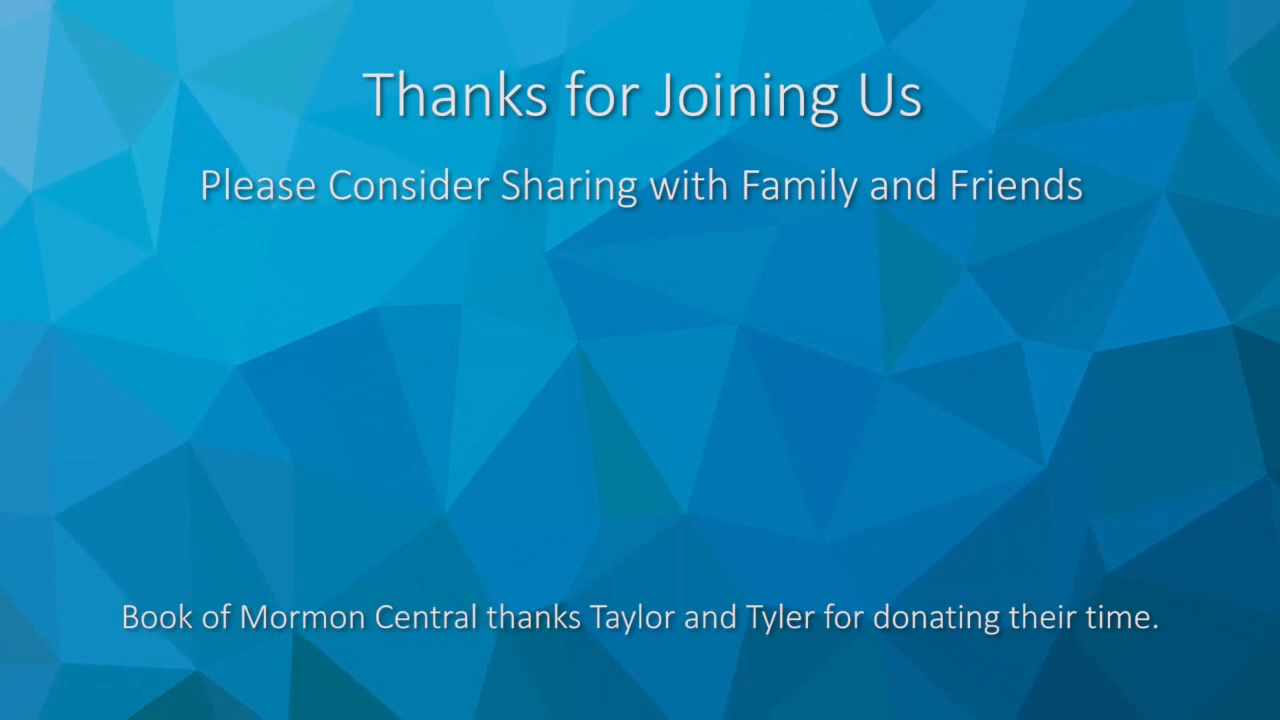 Thanks for Joining Us
Please Consider Sharing with Family and Friends
Book of Mormon Central thanks Taylor and Tyler for donating their time.